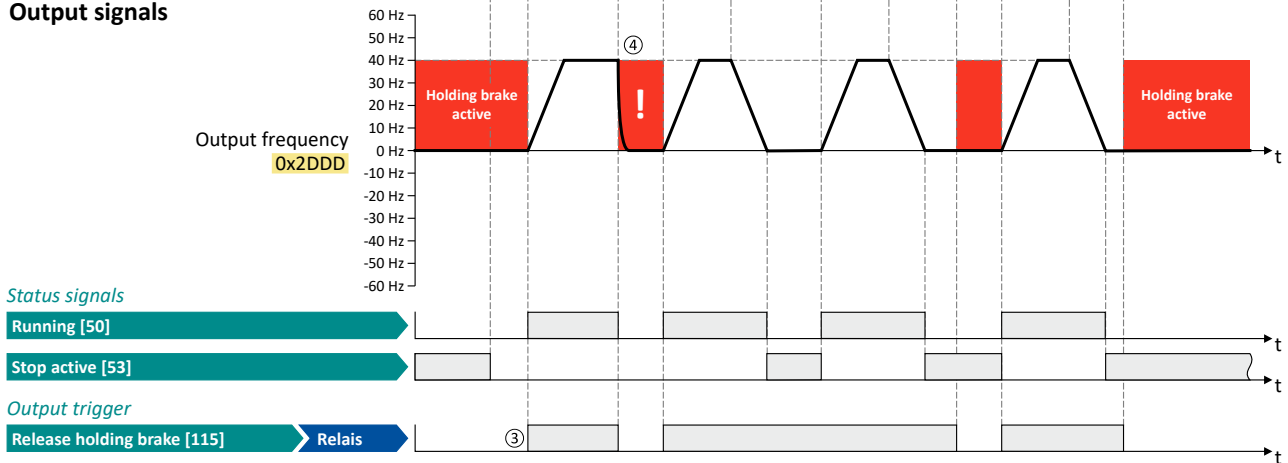 Output signals
60 Hz
50 Hz
40 Hz
30 Hz
20 Hz
10 Hz
0 Hz
-10 Hz
-20 Hz
-30 Hz
-40 Hz
-50 Hz
-60 Hz
Output frequency
0x2DDD
Holding brake
active
④
!
Holding brake
active
t
Status signals
Running [50]
t
Stop active [53]
t
Output trigger
Release holding brake [115] Relais
③
t